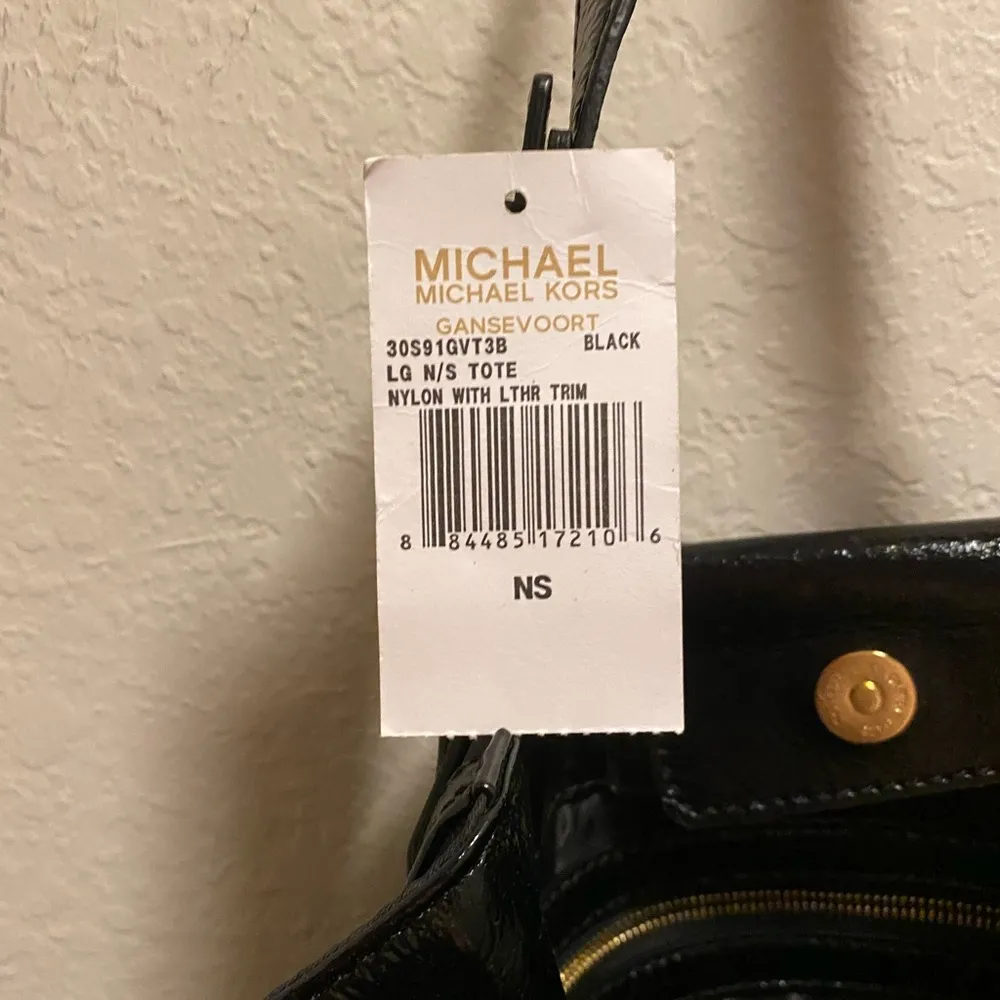 MICHAEL
MICHAEL KORS
GANSEVOORT
30S91GVT3B BLACK
LG N/S TOTE
NYLON WITH LTHR TRIM
8 84485 17210 6
NS